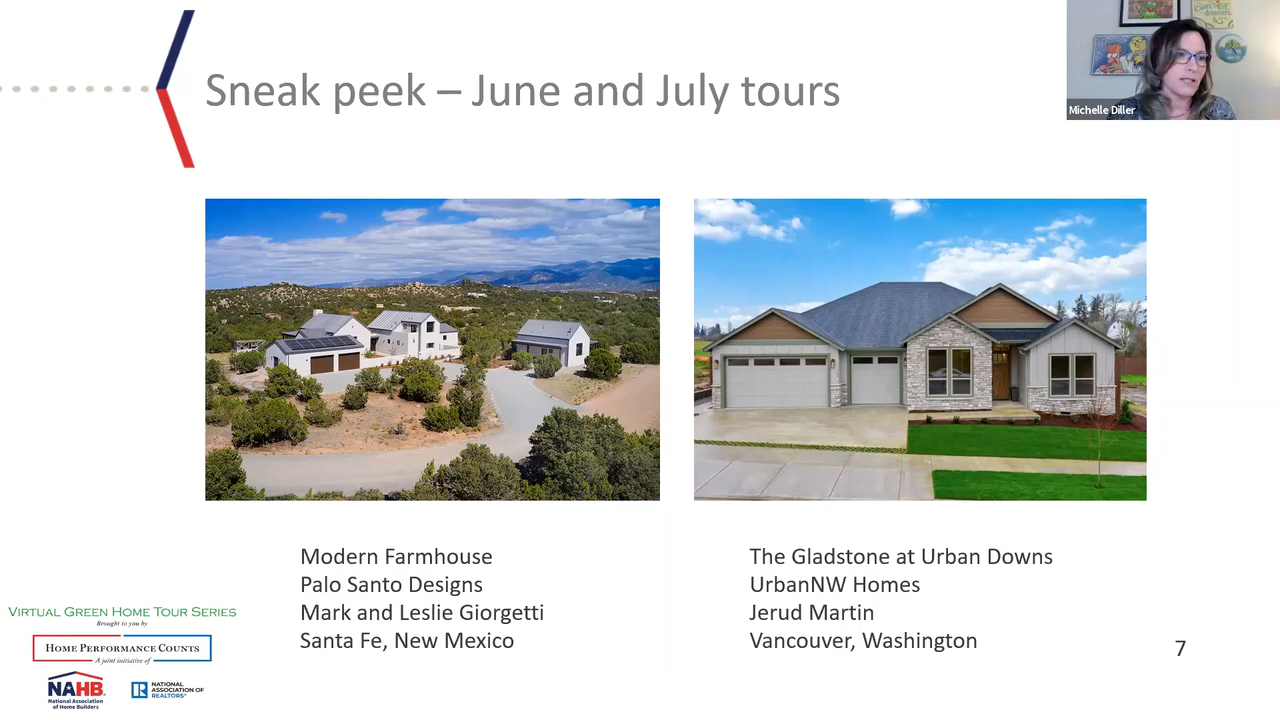 Sneak peek – June and July tours
Michelle Diller
Modern Farmhouse
Palo Santo Designs
Mark and Leslie Giorgetti
Santa Fe, New Mexico
The Gladstone at Urban Downs
UrbanNW Homes
Jerud Martin
Vancouver, Washington
VIRTUAL GREEN HOME TOUR SERIES
Brought to you by
HOME PERFORMANCE COUNTS
A joint initiative of
NAHB®
National Association
of Home Builders
NATIONAL
ASSOCIATION OF
REALTORS®
7